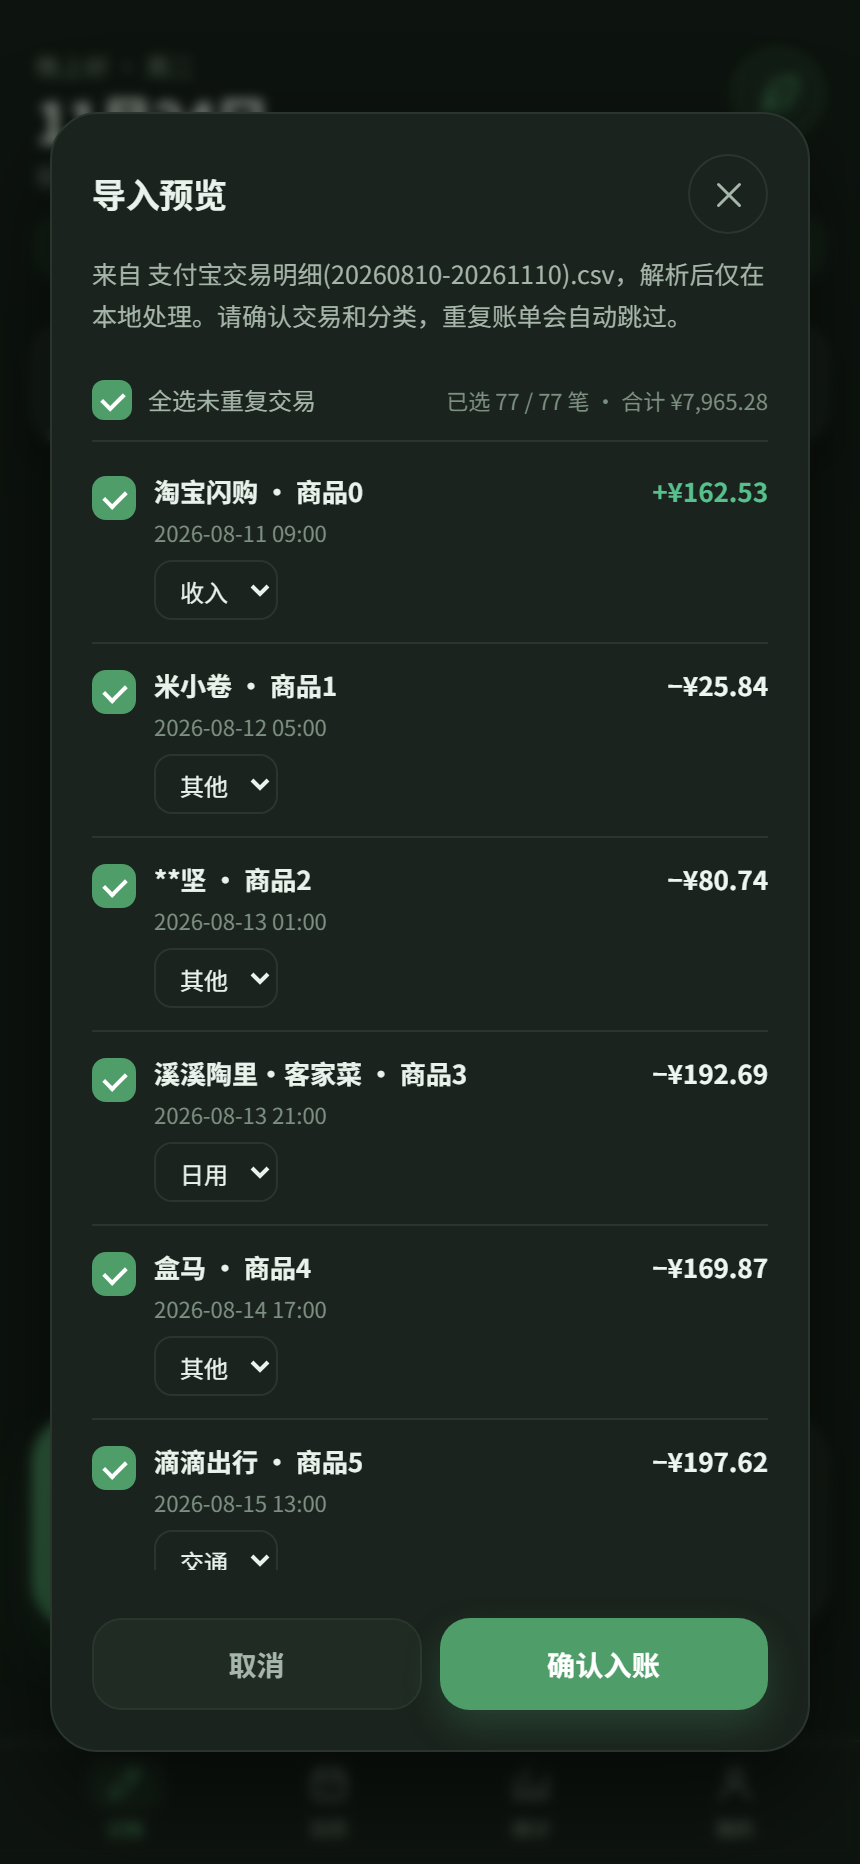 导入预览
来自 支付宝交易明细(20260810-20261110).csv，解析后仅在
本地处理。请确认交易和分类，重复账单会自动跳过。
全选未重复交易
已选 77 / 77 笔 · 合计 ¥7,965.28
淘宝闪购 · 商品0
+¥162.53
2026-08-11 09:00
收入
米小卷 · 商品1
−¥25.84
2026-08-12 05:00
其他
**坚 · 商品2
−¥80.74
2026-08-13 01:00
其他
溪溪陶里·客家菜 · 商品3
−¥192.69
2026-08-13 21:00
日用
盒马 · 商品4
−¥169.87
2026-08-14 17:00
其他
滴滴出行 · 商品5
−¥197.62
2026-08-15 13:00
交通
取消
确认入账